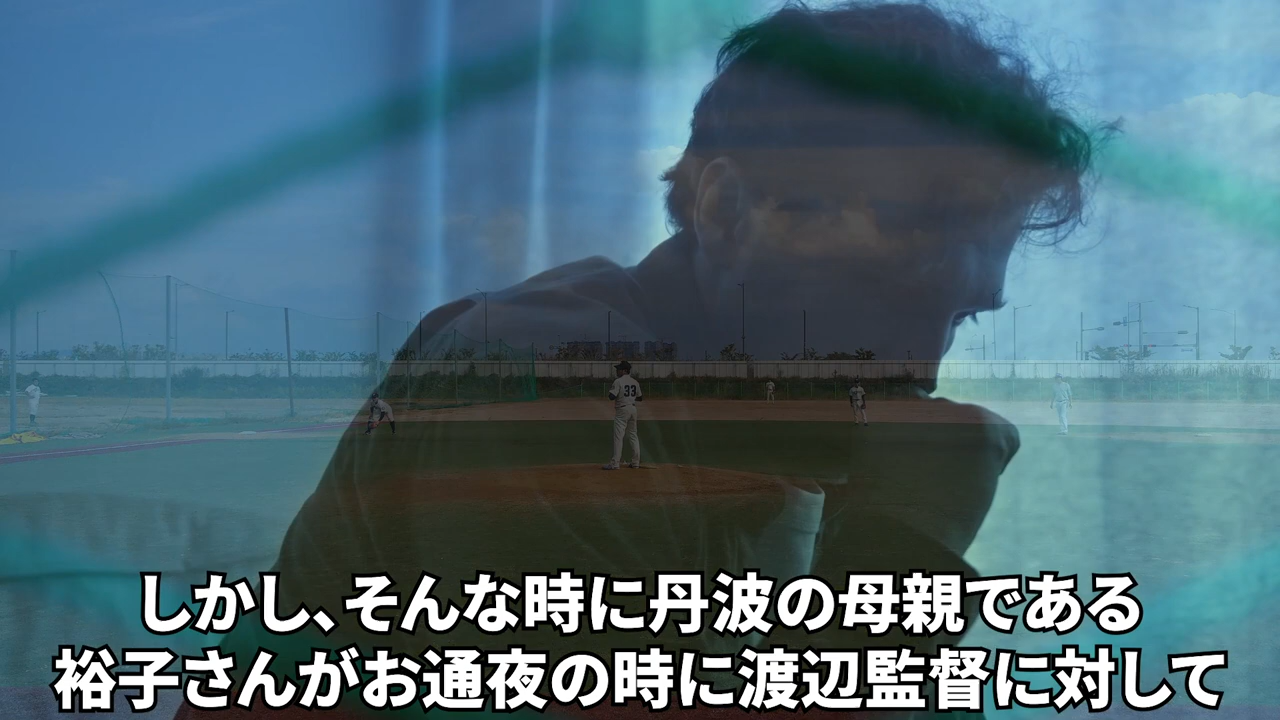 33
しかし、そんな時に丹波の母親である
裕子さんがお通夜の時に渡辺監督に対して